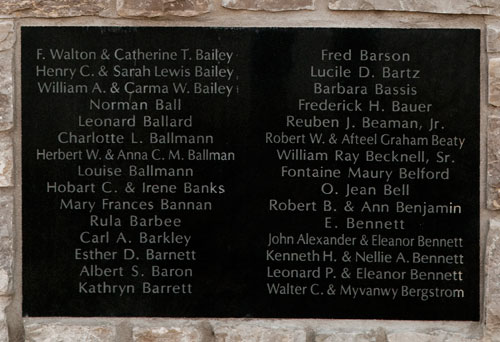 F. Walton & Catherine T. Bailey
Henry C. & Sarah Lewis Bailey
William A. & Carma W. Bailey
Norman Ball
Leonard Ballard
Charlotte L. Ballmann
Herbert W. & Anna C. M. Ballman
Louise Ballmann
Hobart C. & Irene Banks
Mary Frances Bannan
Rula Barbee
Carl A. Barkley
Esther D. Barnett
Albert S. Baron
Kathryn Barrett
Fred Barson
Lucile D. Bartz
Barbara Bassis
Frederick H. Bauer
Reuben J. Beaman, Jr.
Robert W. & Afteel Graham Beaty
William Ray Becknell, Sr.
Fontaine Maury Belford
O. Jean Bell
Robert B. & Ann Benjamin
E. Bennett
John Alexander & Eleanor Bennett
Kenneth H. & Nellie A. Bennett
Leonard P. & Eleanor Bennett
Walter C. & Myvanwy Bergstrom